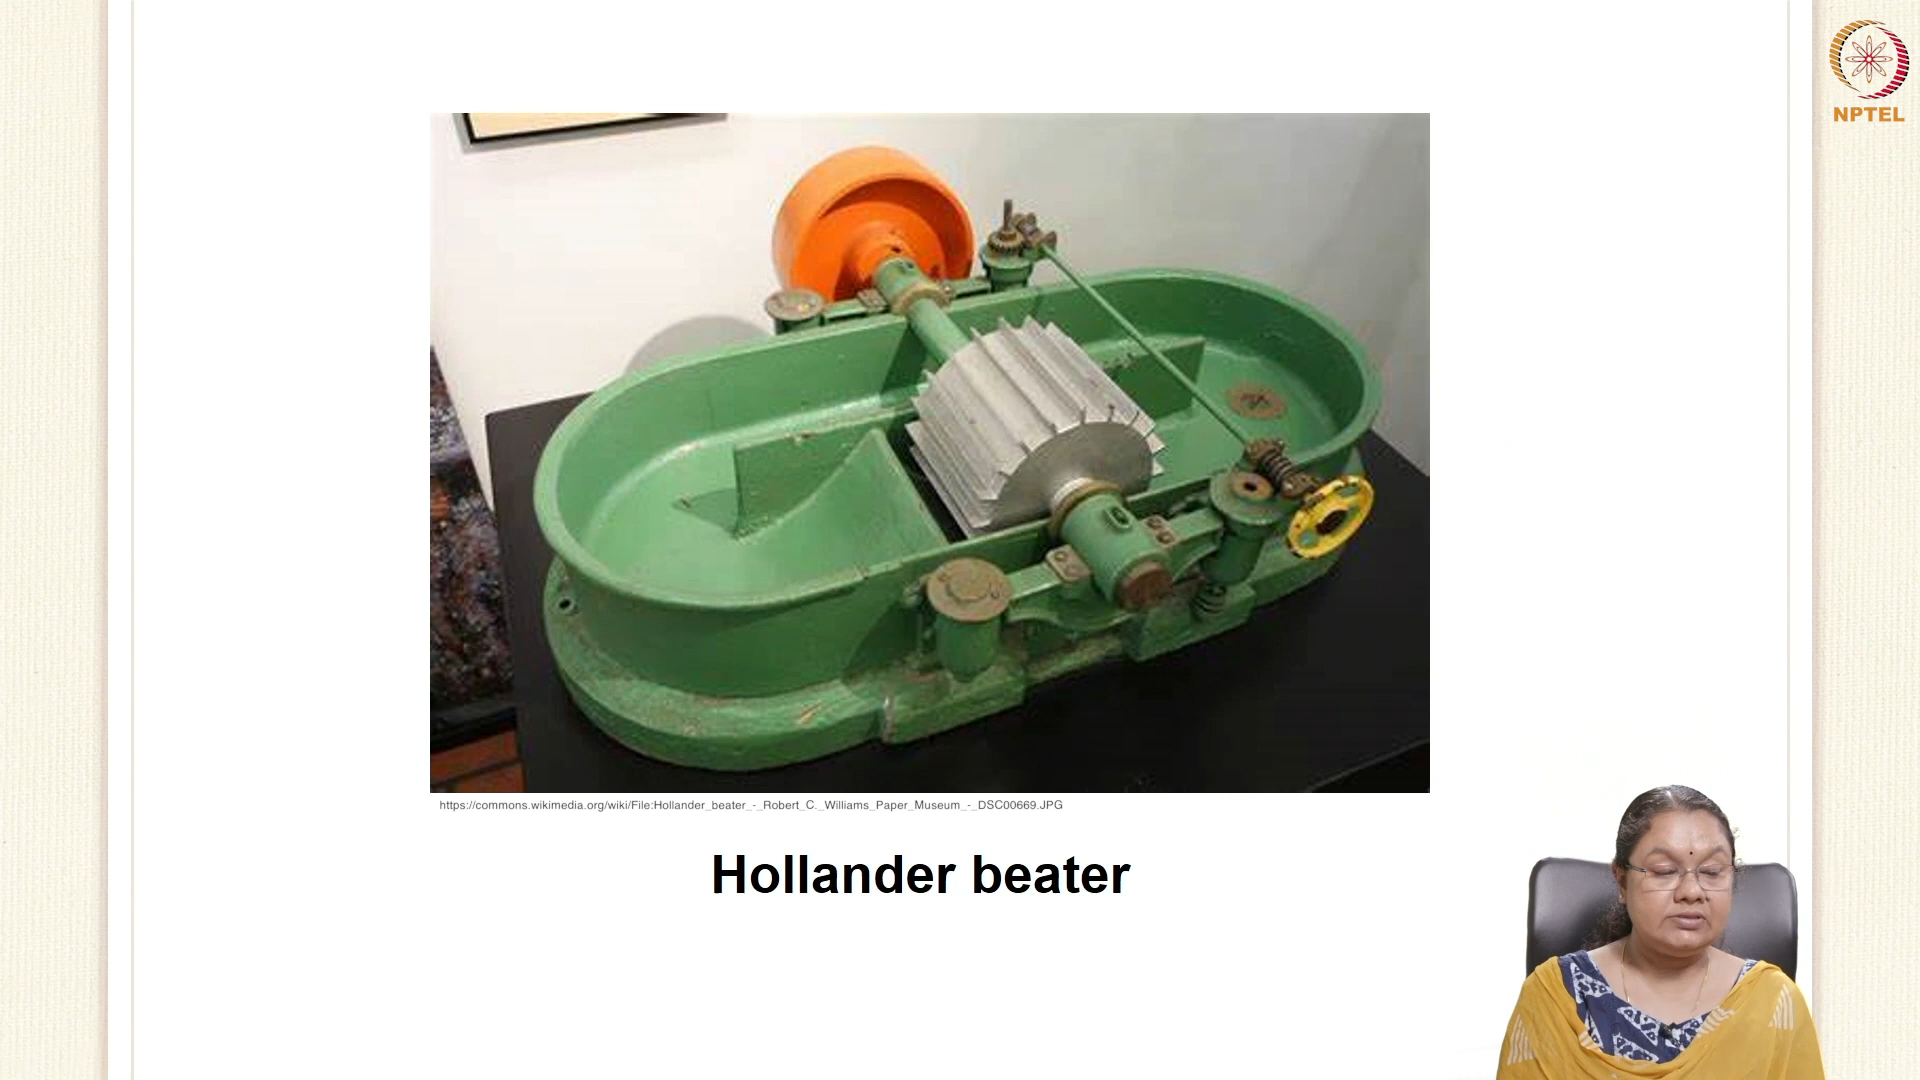 NPTEL
https://commons.wikimedia.org/wiki/File:Hollander_beater_-_Robert_C._Williams_Paper_Museum_-_DSC00669.JPG
Hollander beater